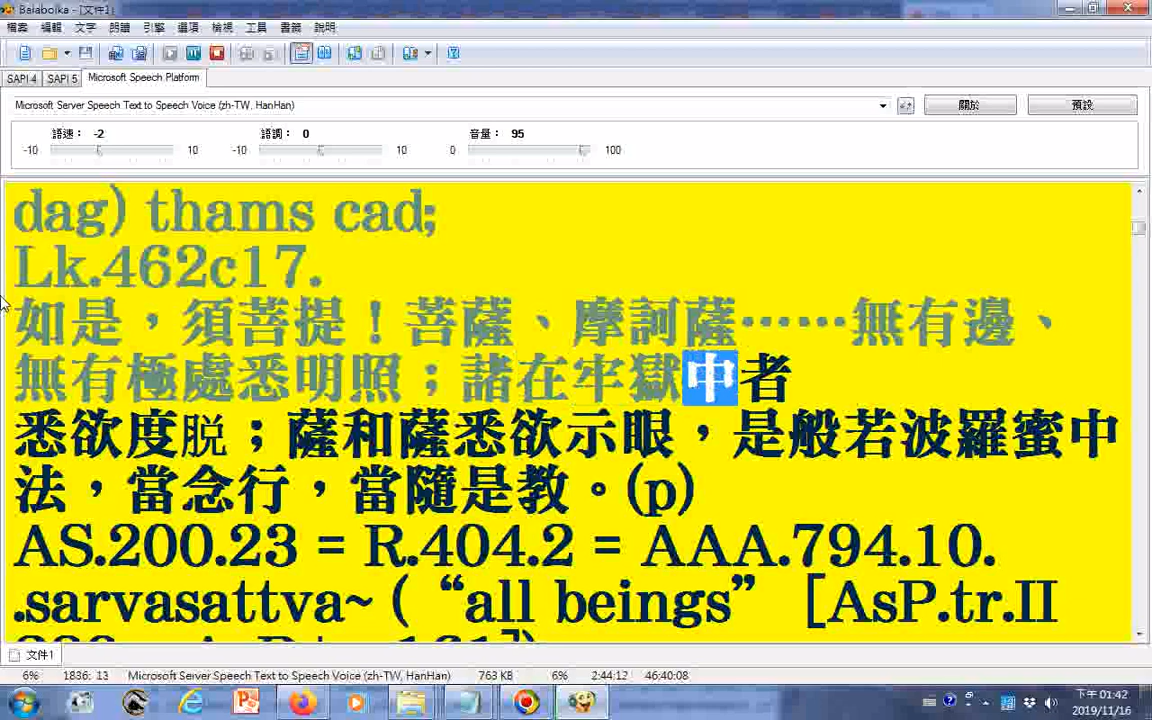 Balabolka - [文件1]
檔案 編輯 文字 朗讀 引擎 選項 檢視 工具 書籤 說明
SAPI 4 SAPI 5 Microsoft Speech Platform
Microsoft Server Speech Text to Speech Voice (zh-TW, HanHan) 關於 預設
語速： -2 語調： 0 音量： 95
-10 10 -10 10 0 100
dag) thams cad;
Lk.462c17.
如是，須菩提！菩薩、摩訶薩……無有邊、
無有極處悉明照；諸在牢獄中者
悉欲度脱；薩和薩悉欲示眼，是般若波羅蜜中
法，當念行，當隨是教。(p)
AS.200.23 = R.404.2 = AAA.794.10.
.sarvasattva~ (“all beings” [AsP.tr.II
文件1
6% 1836: 13 Microsoft Server Speech Text to Speech Voice (zh-TW, HanHan) 763 KB 6% 2:44:12 46:40:08
下午 01:42
2019/11/16